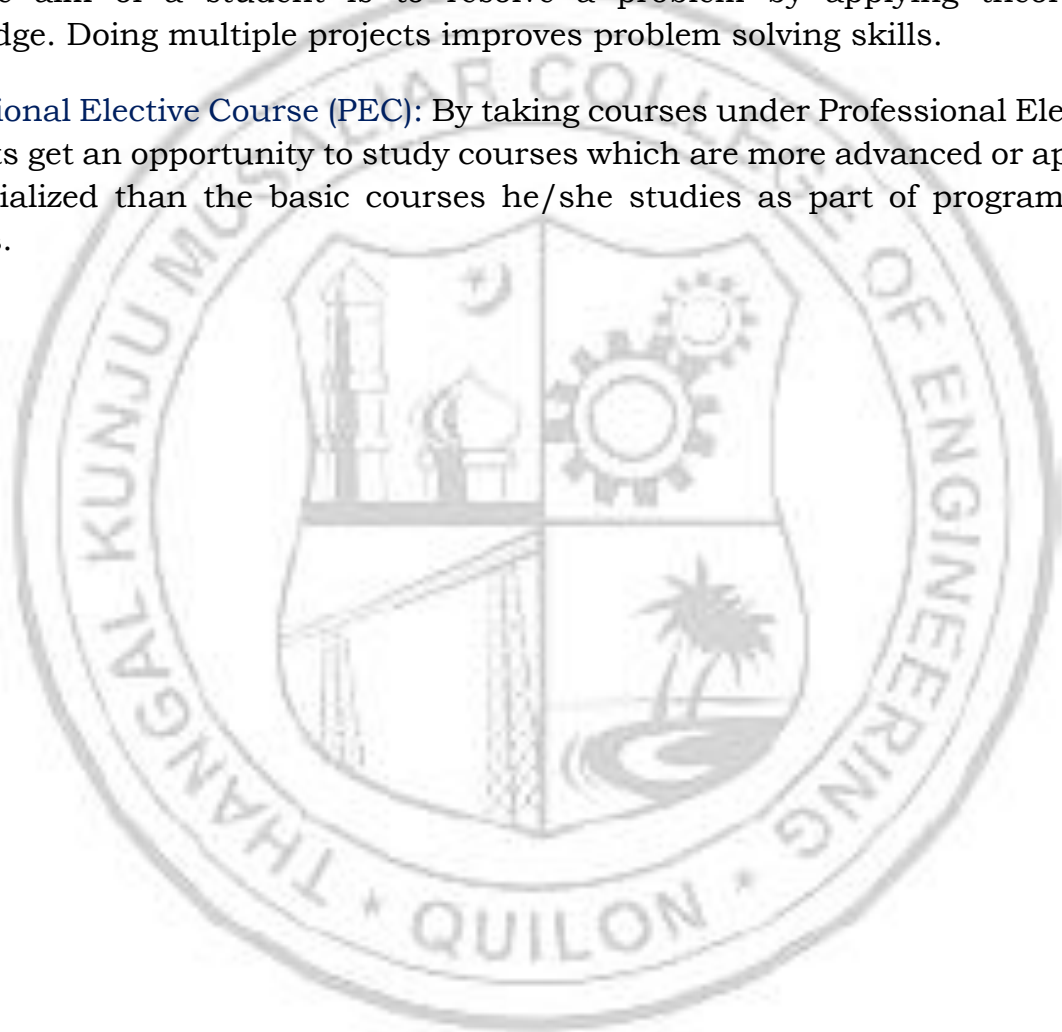 aim of a student is to resolve a problem by applying
dge. Doing multiple projects improves problem solving skills.
ional Elective Course (PEC): By taking courses under Professional Ele
ts get an opportunity to study courses which are more advanced or ap
ialized than the basic courses he/she studies as part of program
.
THANGAL KUNJU MUSALIAR COLLEGE OF ENGINEERING
* QUILON *